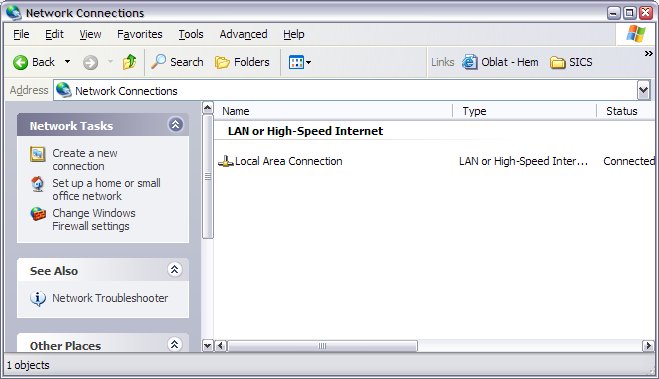 Network Connections
File Edit View Favorites Tools Advanced Help
Back Search Folders Links Oblat - Hem SICS
Address Network Connections
Name Type Status
Network Tasks
Create a new
connection
Set up a home or small
office network
Change Windows
Firewall settings
See Also
Network Troubleshooter
Other Places
LAN or High-Speed Internet
Local Area Connection LAN or High-Speed Inter... Connected
1 objects